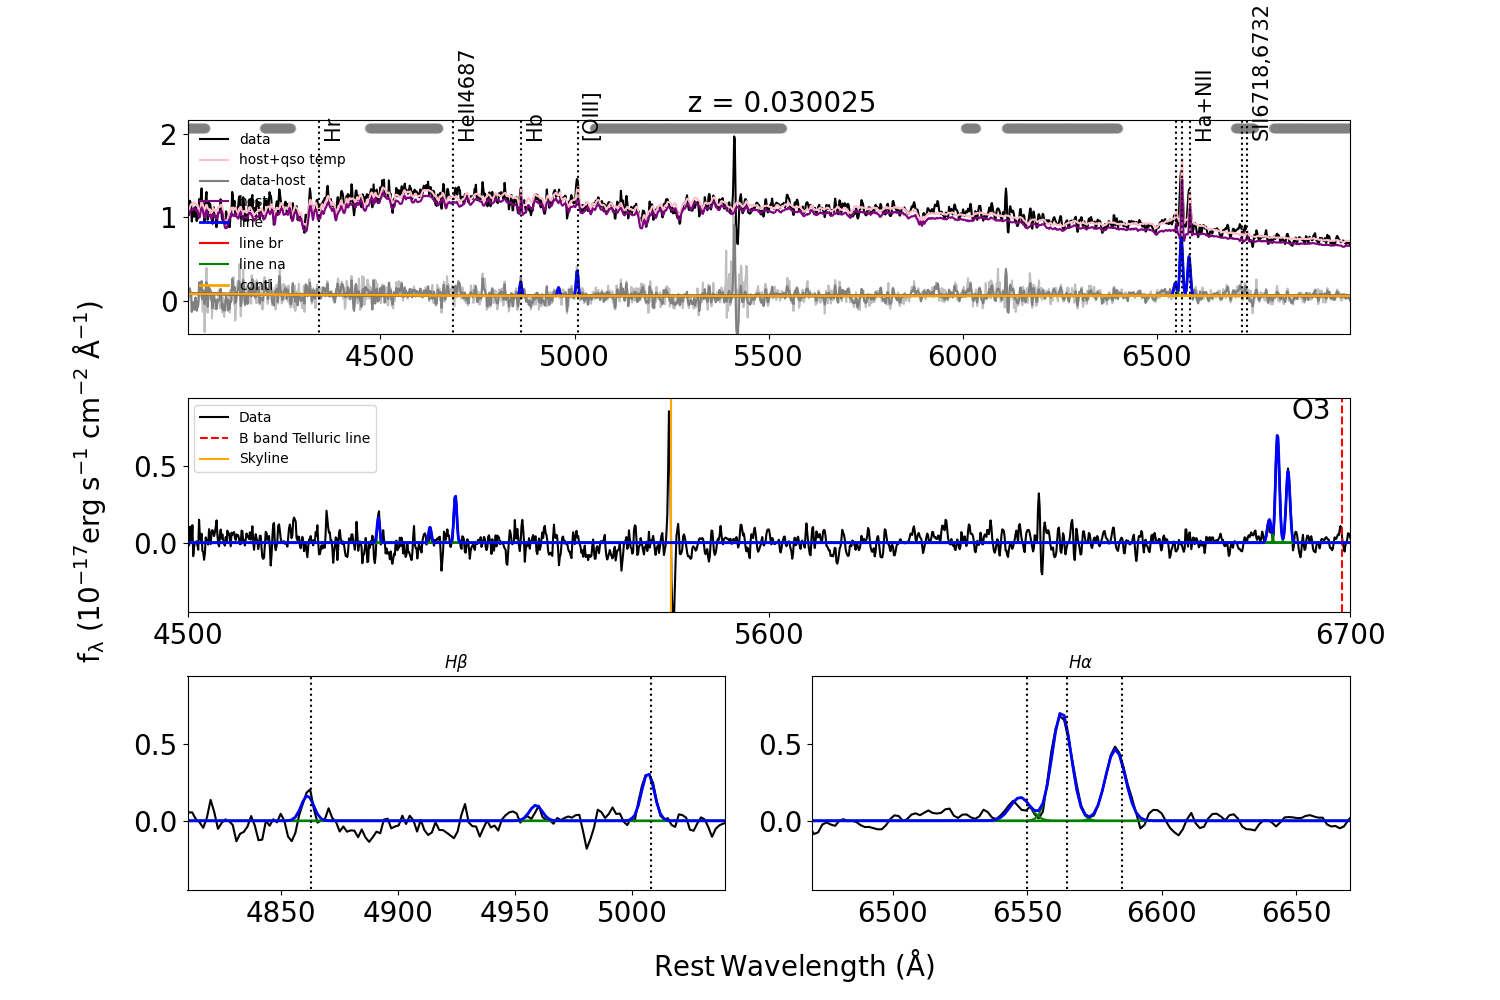 z = 0.030025
Hr
HeII4687
Hb
[OIII]
Ha+NII
SII6718,6732
data
host+qso temp
data-host
line
line br
line na
conti
2
1
0
4500 5000 5500 6000 6500
fλ (10−17erg s−1 cm−2 Å−1)
Data
B band Telluric line
Skyline
O3
0.5
0.0
4500 5600 6700
Hβ
0.5
0.0
4850 4900 4950 5000
Hα
0.5
0.0
6500 6550 6600 6650
Rest Wavelength (Å)